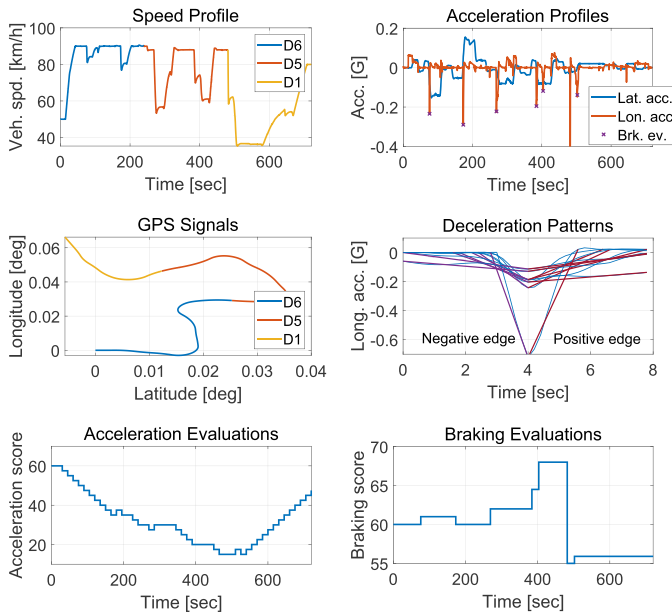 Speed Profile
Veh. spd. [km/h]
100
80
60
40
0
200
400
600
Time [sec]
D6
D5
D1
Acceleration Profiles
Acc. [G]
0.2
0
-0.2
-0.4
0
200
400
600
Time [sec]
Lat. acc.
Lon. acc
Brk. ev.
GPS Signals
Longitude [deg]
0.06
0.04
0.02
0
0
0.01
0.02
0.03
0.04
Latitude [deg]
D6
D5
D1
Deceleration Patterns
Long. acc. [G]
0
-0.2
-0.4
-0.6
0
2
4
6
8
Time [sec]
Negative edge
Positive edge
Acceleration Evaluations
Acceleration score
60
40
20
0
200
400
600
Time [sec]
Braking Evaluations
Braking score
70
65
60
55
0
200
400
600
Time [sec]